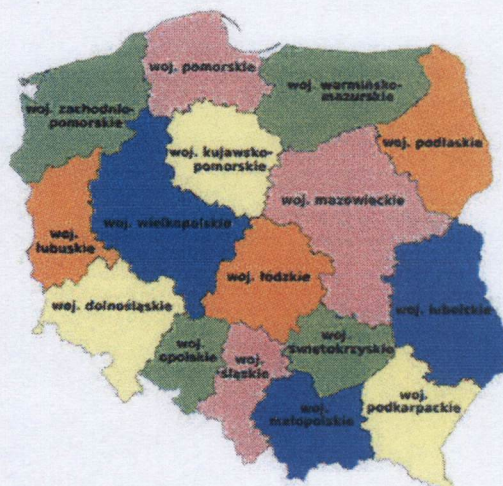 woj. pomorskie
woj. warmińsko-
mazurskie
woj. zachodnio-
pomorskie
woj. podlaskie
woj. kujawsko-
pomorskie
woj. mazowieckie
woj. wielkopolskie
woj.
lubuskie
woj. łódzkie
woj. lubelskie
woj. dolnośląskie
woj.
opolskie
woj.
śląskie
woj.
świętokrzyskie
woj.
małopolskie
woj.
podkarpackie